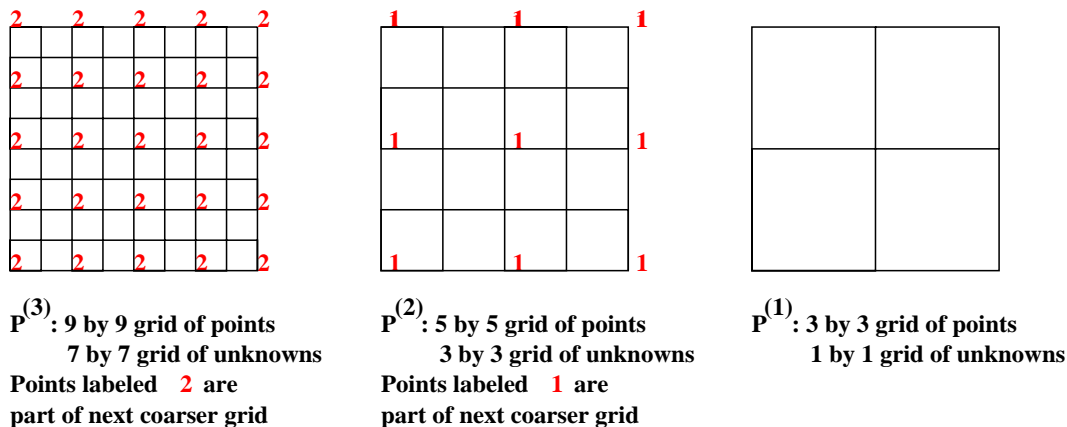 2 2 2 2 2
2 2 2 2 2
2 2 2 2 2
2 2 2 2 2
2 2 2 2 2
P(3): 9 by 9 grid of points
7 by 7 grid of unknowns
Points labeled 2 are
part of next coarser grid
1 1 1
1 1 1
1 1 1
P(2): 5 by 5 grid of points
3 by 3 grid of unknowns
Points labeled 1 are
part of next coarser grid
P(1): 3 by 3 grid of points
1 by 1 grid of unknowns